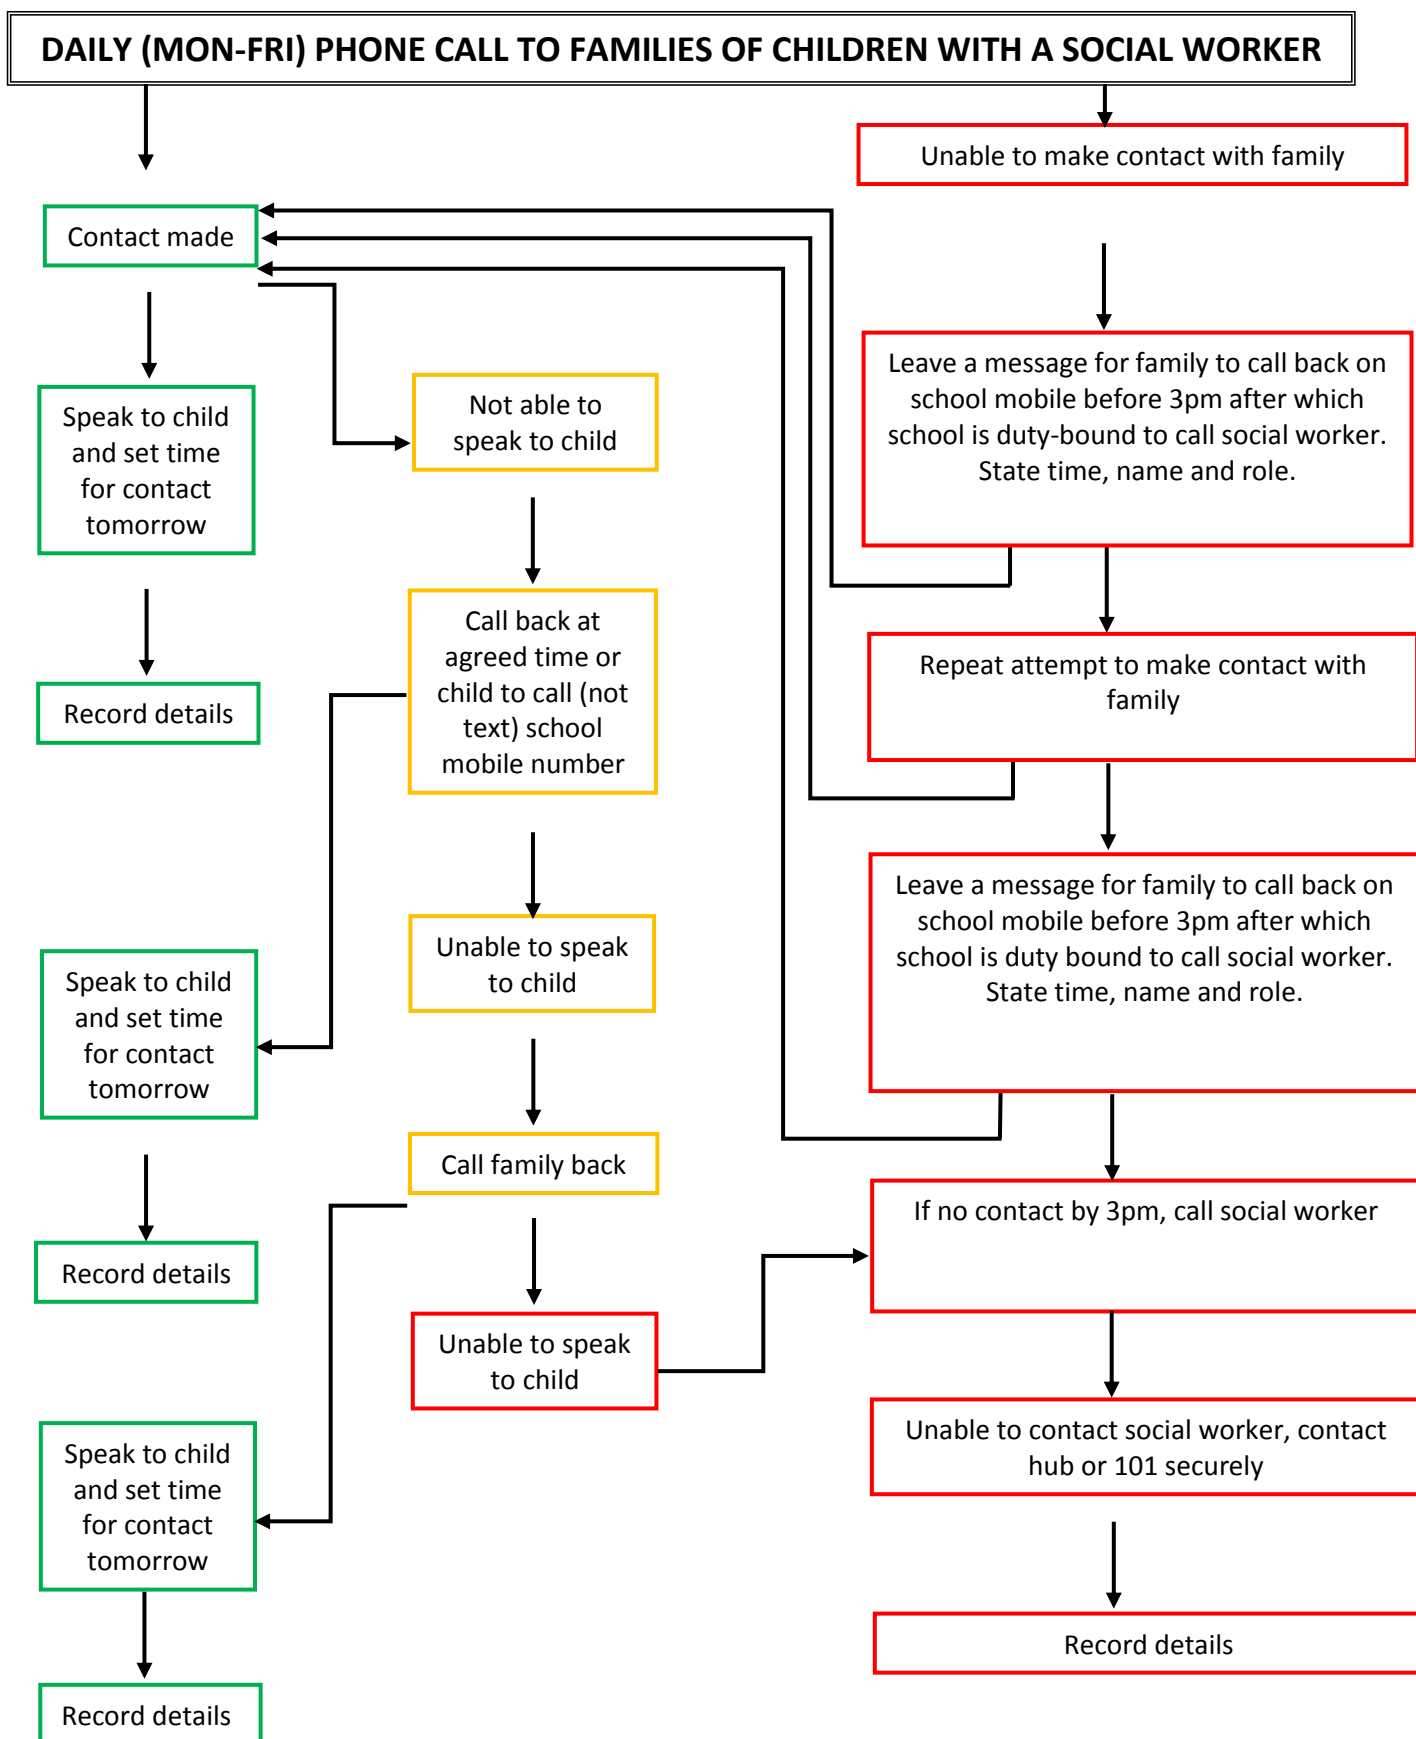 DAILY (MON-FRI) PHONE CALL TO FAMILIES OF CHILDREN WITH A SOCIAL WORKER
Unable to make contact with family
Contact made
Leave a message for family to call back on
school mobile before 3pm after which
school is duty-bound to call social worker.
State time, name and role.
Speak to child
and set time
for contact
tomorrow
Not able to
speak to child
Call back at
agreed time or
child to call (not
text) school
mobile number
Repeat attempt to make contact with
family
Record details
Leave a message for family to call back on
school mobile before 3pm after which
school is duty bound to call social worker.
State time, name and role.
Unable to speak
to child
Speak to child
and set time
for contact
tomorrow
Call family back
If no contact by 3pm, call social worker
Record details
Unable to speak
to child
Unable to contact social worker, contact
hub or 101 securely
Speak to child
and set time
for contact
tomorrow
Record details
Record details